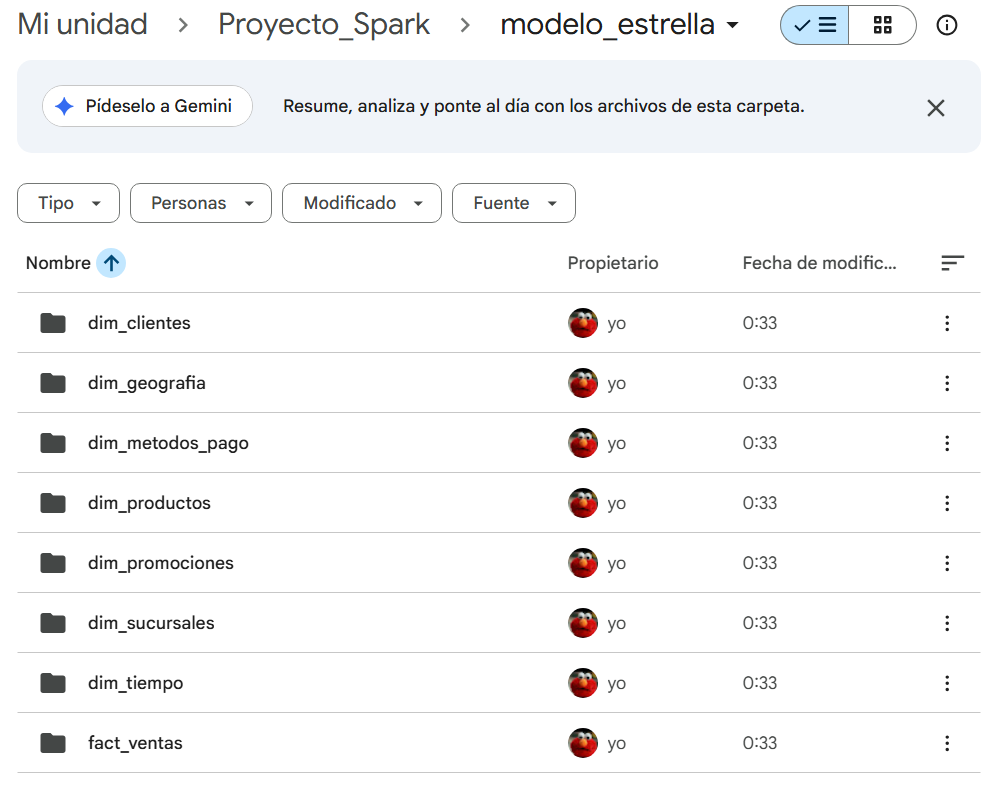 Mi unidad > Proyecto_Spark > modelo_estrella
Pídeselo a Gemini Resume, analiza y ponte al día con los archivos de esta carpeta.
Tipo Personas Modificado Fuente
Nombre Propietario Fecha de modific...
dim_clientes yo 0:33
dim_geografia yo 0:33
dim_metodos_pago yo 0:33
dim_productos yo 0:33
dim_promociones yo 0:33
dim_sucursales yo 0:33
dim_tiempo yo 0:33
fact_ventas yo 0:33